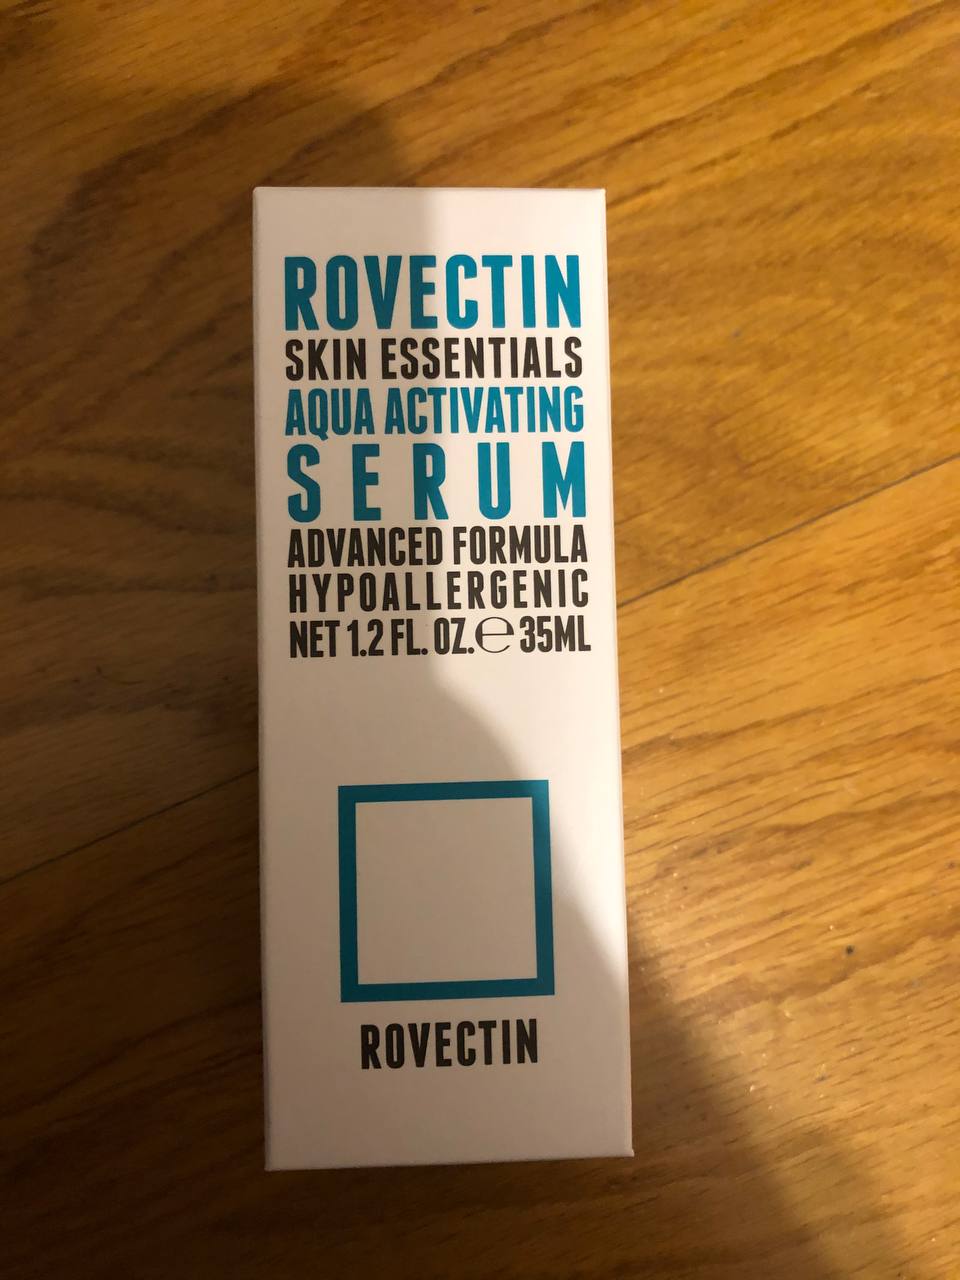 ROVECTIN
SKIN ESSENTIALS
AQUA ACTIVATING
SERUM
ADVANCED FORMULA
HYPOALLERGENIC
NET 1.2 FL. OZ.℮35ML
ROVECTIN